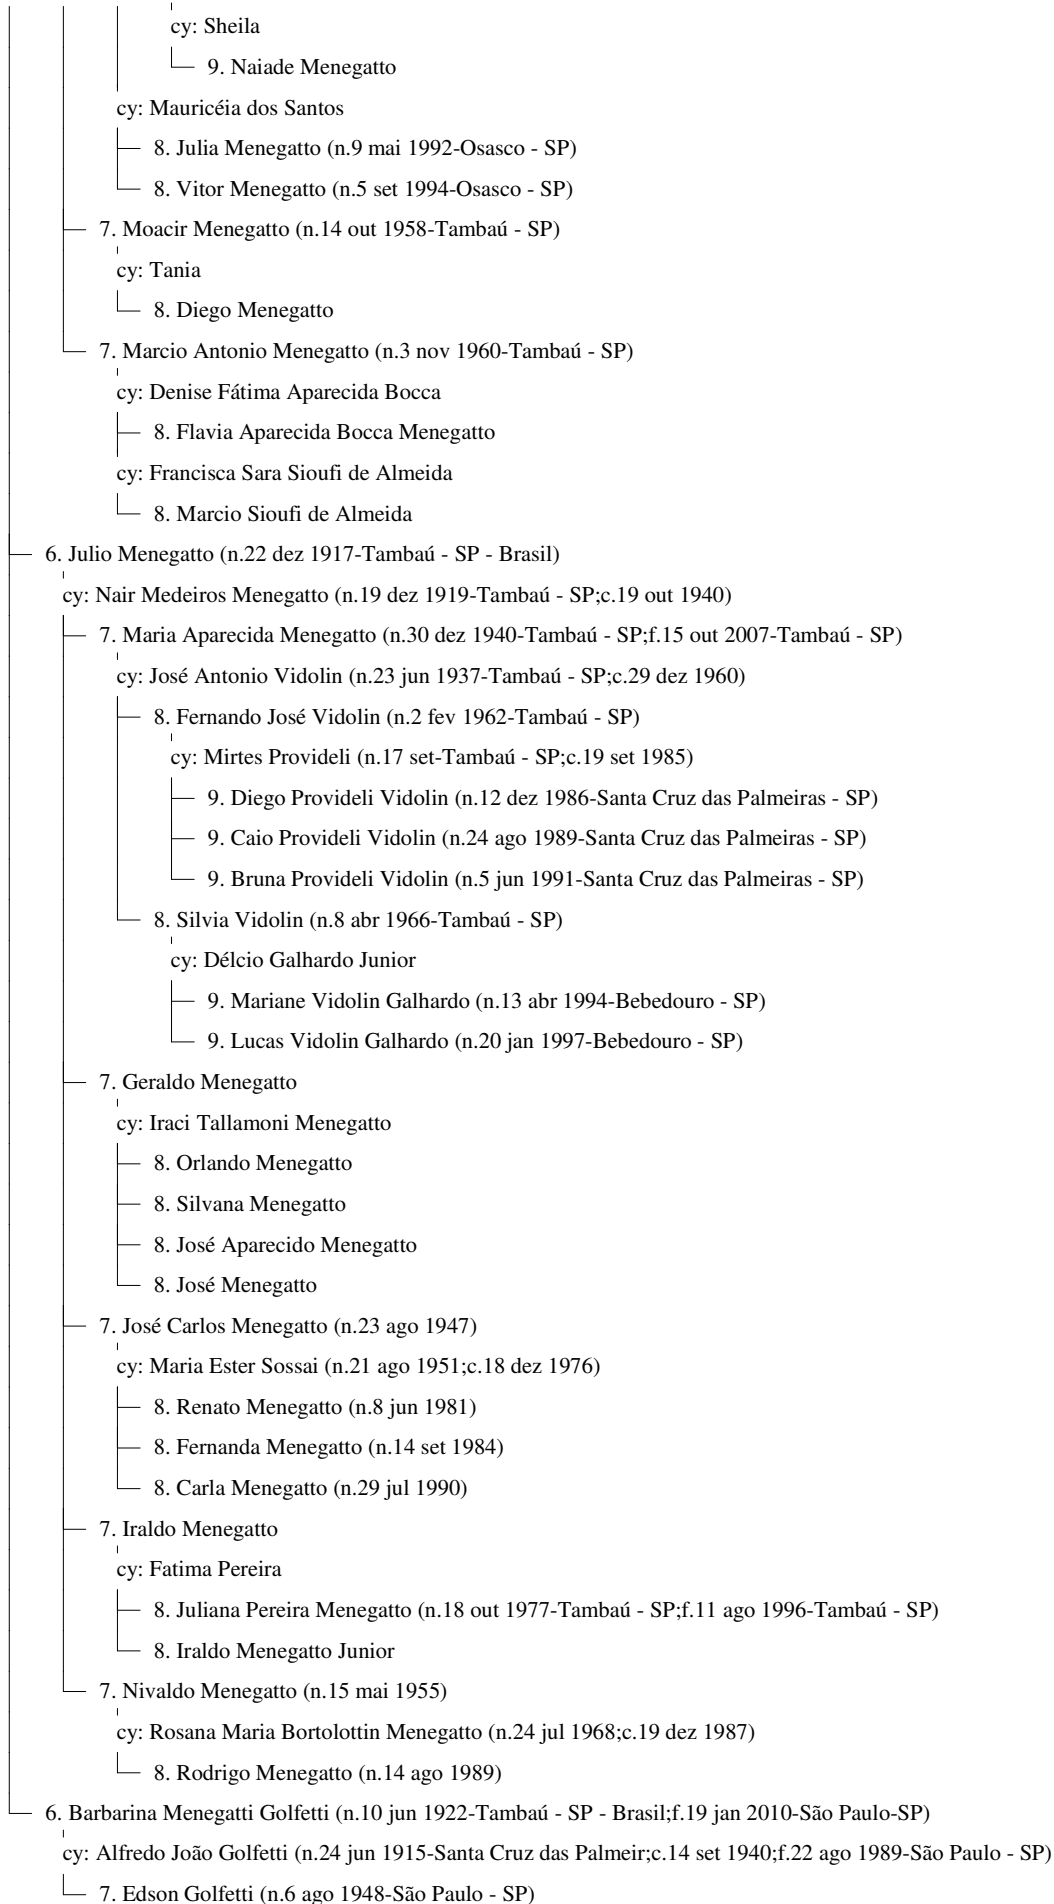 cy: Sheila
9. Naiade Menegatto
cy: Mauricéia dos Santos
8. Julia Menegatto (n.9 mai 1992-Osasco - SP)
8. Vitor Menegatto (n.5 set 1994-Osasco - SP)
7. Moacir Menegatto (n.14 out 1958-Tambaú - SP)
cy: Tania
8. Diego Menegatto
7. Marcio Antonio Menegatto (n.3 nov 1960-Tambaú - SP)
cy: Denise Fátima Aparecida Bocca
8. Flavia Aparecida Bocca Menegatto
cy: Francisca Sara Sioufi de Almeida
8. Marcio Sioufi de Almeida
6. Julio Menegatto (n.22 dez 1917-Tambaú - SP - Brasil)
cy: Nair Medeiros Menegatto (n.19 dez 1919-Tambaú - SP;c.19 out 1940)
7. Maria Aparecida Menegatto (n.30 dez 1940-Tambaú - SP;f.15 out 2007-Tambaú - SP)
cy: José Antonio Vidolin (n.23 jun 1937-Tambaú - SP;c.29 dez 1960)
8. Fernando José Vidolin (n.2 fev 1962-Tambaú - SP)
cy: Mirtes Provideli (n.17 set-Tambaú - SP;c.19 set 1985)
9. Diego Provideli Vidolin (n.12 dez 1986-Santa Cruz das Palmeiras - SP)
9. Caio Provideli Vidolin (n.24 ago 1989-Santa Cruz das Palmeiras - SP)
9. Bruna Provideli Vidolin (n.5 jun 1991-Santa Cruz das Palmeiras - SP)
8. Silvia Vidolin (n.8 abr 1966-Tambaú - SP)
cy: Délcio Galhardo Junior
9. Mariane Vidolin Galhardo (n.13 abr 1994-Bebedouro - SP)
9. Lucas Vidolin Galhardo (n.20 jan 1997-Bebedouro - SP)
7. Geraldo Menegatto
cy: Iraci Tallamoni Menegatto
8. Orlando Menegatto
8. Silvana Menegatto
8. José Aparecido Menegatto
8. José Menegatto
7. José Carlos Menegatto (n.23 ago 1947)
cy: Maria Ester Sossai (n.21 ago 1951;c.18 dez 1976)
8. Renato Menegatto (n.8 jun 1981)
8. Fernanda Menegatto (n.14 set 1984)
8. Carla Menegatto (n.29 jul 1990)
7. Iraldo Menegatto
cy: Fatima Pereira
8. Juliana Pereira Menegatto (n.18 out 1977-Tambaú - SP;f.11 ago 1996-Tambaú - SP)
8. Iraldo Menegatto Junior
7. Nivaldo Menegatto (n.15 mai 1955)
cy: Rosana Maria Bortolottin Menegatto (n.24 jul 1968;c.19 dez 1987)
8. Rodrigo Menegatto (n.14 ago 1989)
6. Barbarina Menegatti Golfetti (n.10 jun 1922-Tambaú - SP - Brasil;f.19 jan 2010-São Paulo-SP)
cy: Alfredo João Golfetti (n.24 jun 1915-Santa Cruz das Palmeir;c.14 set 1940;f.22 ago 1989-São Paulo - SP)
7. Edson Golfetti (n.6 ago 1948-São Paulo - SP)